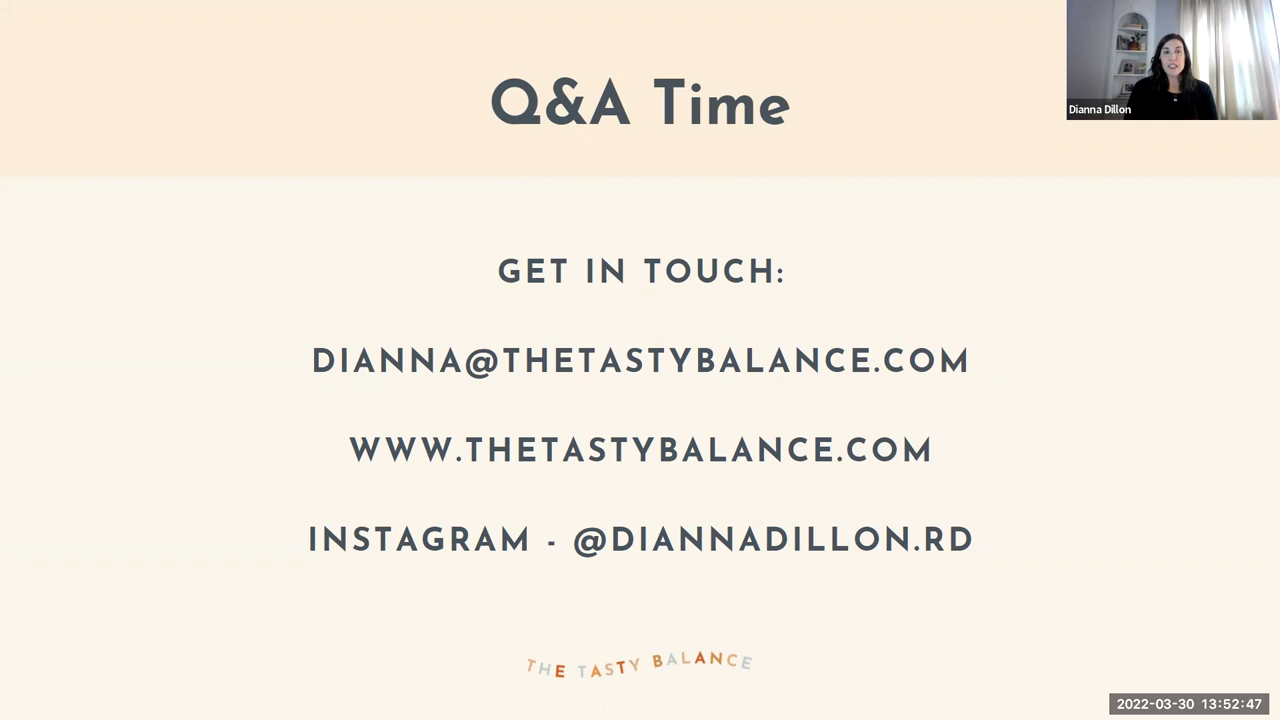 Q&A Time
Dianna Dillon
GET IN TOUCH:
DIANNA@THETASTYBALANCE.COM
WWW.THETASTYBALANCE.COM
INSTAGRAM - @DIANNADILLON.RD
THE TASTY BALANCE
2022-03-30 13:52:47